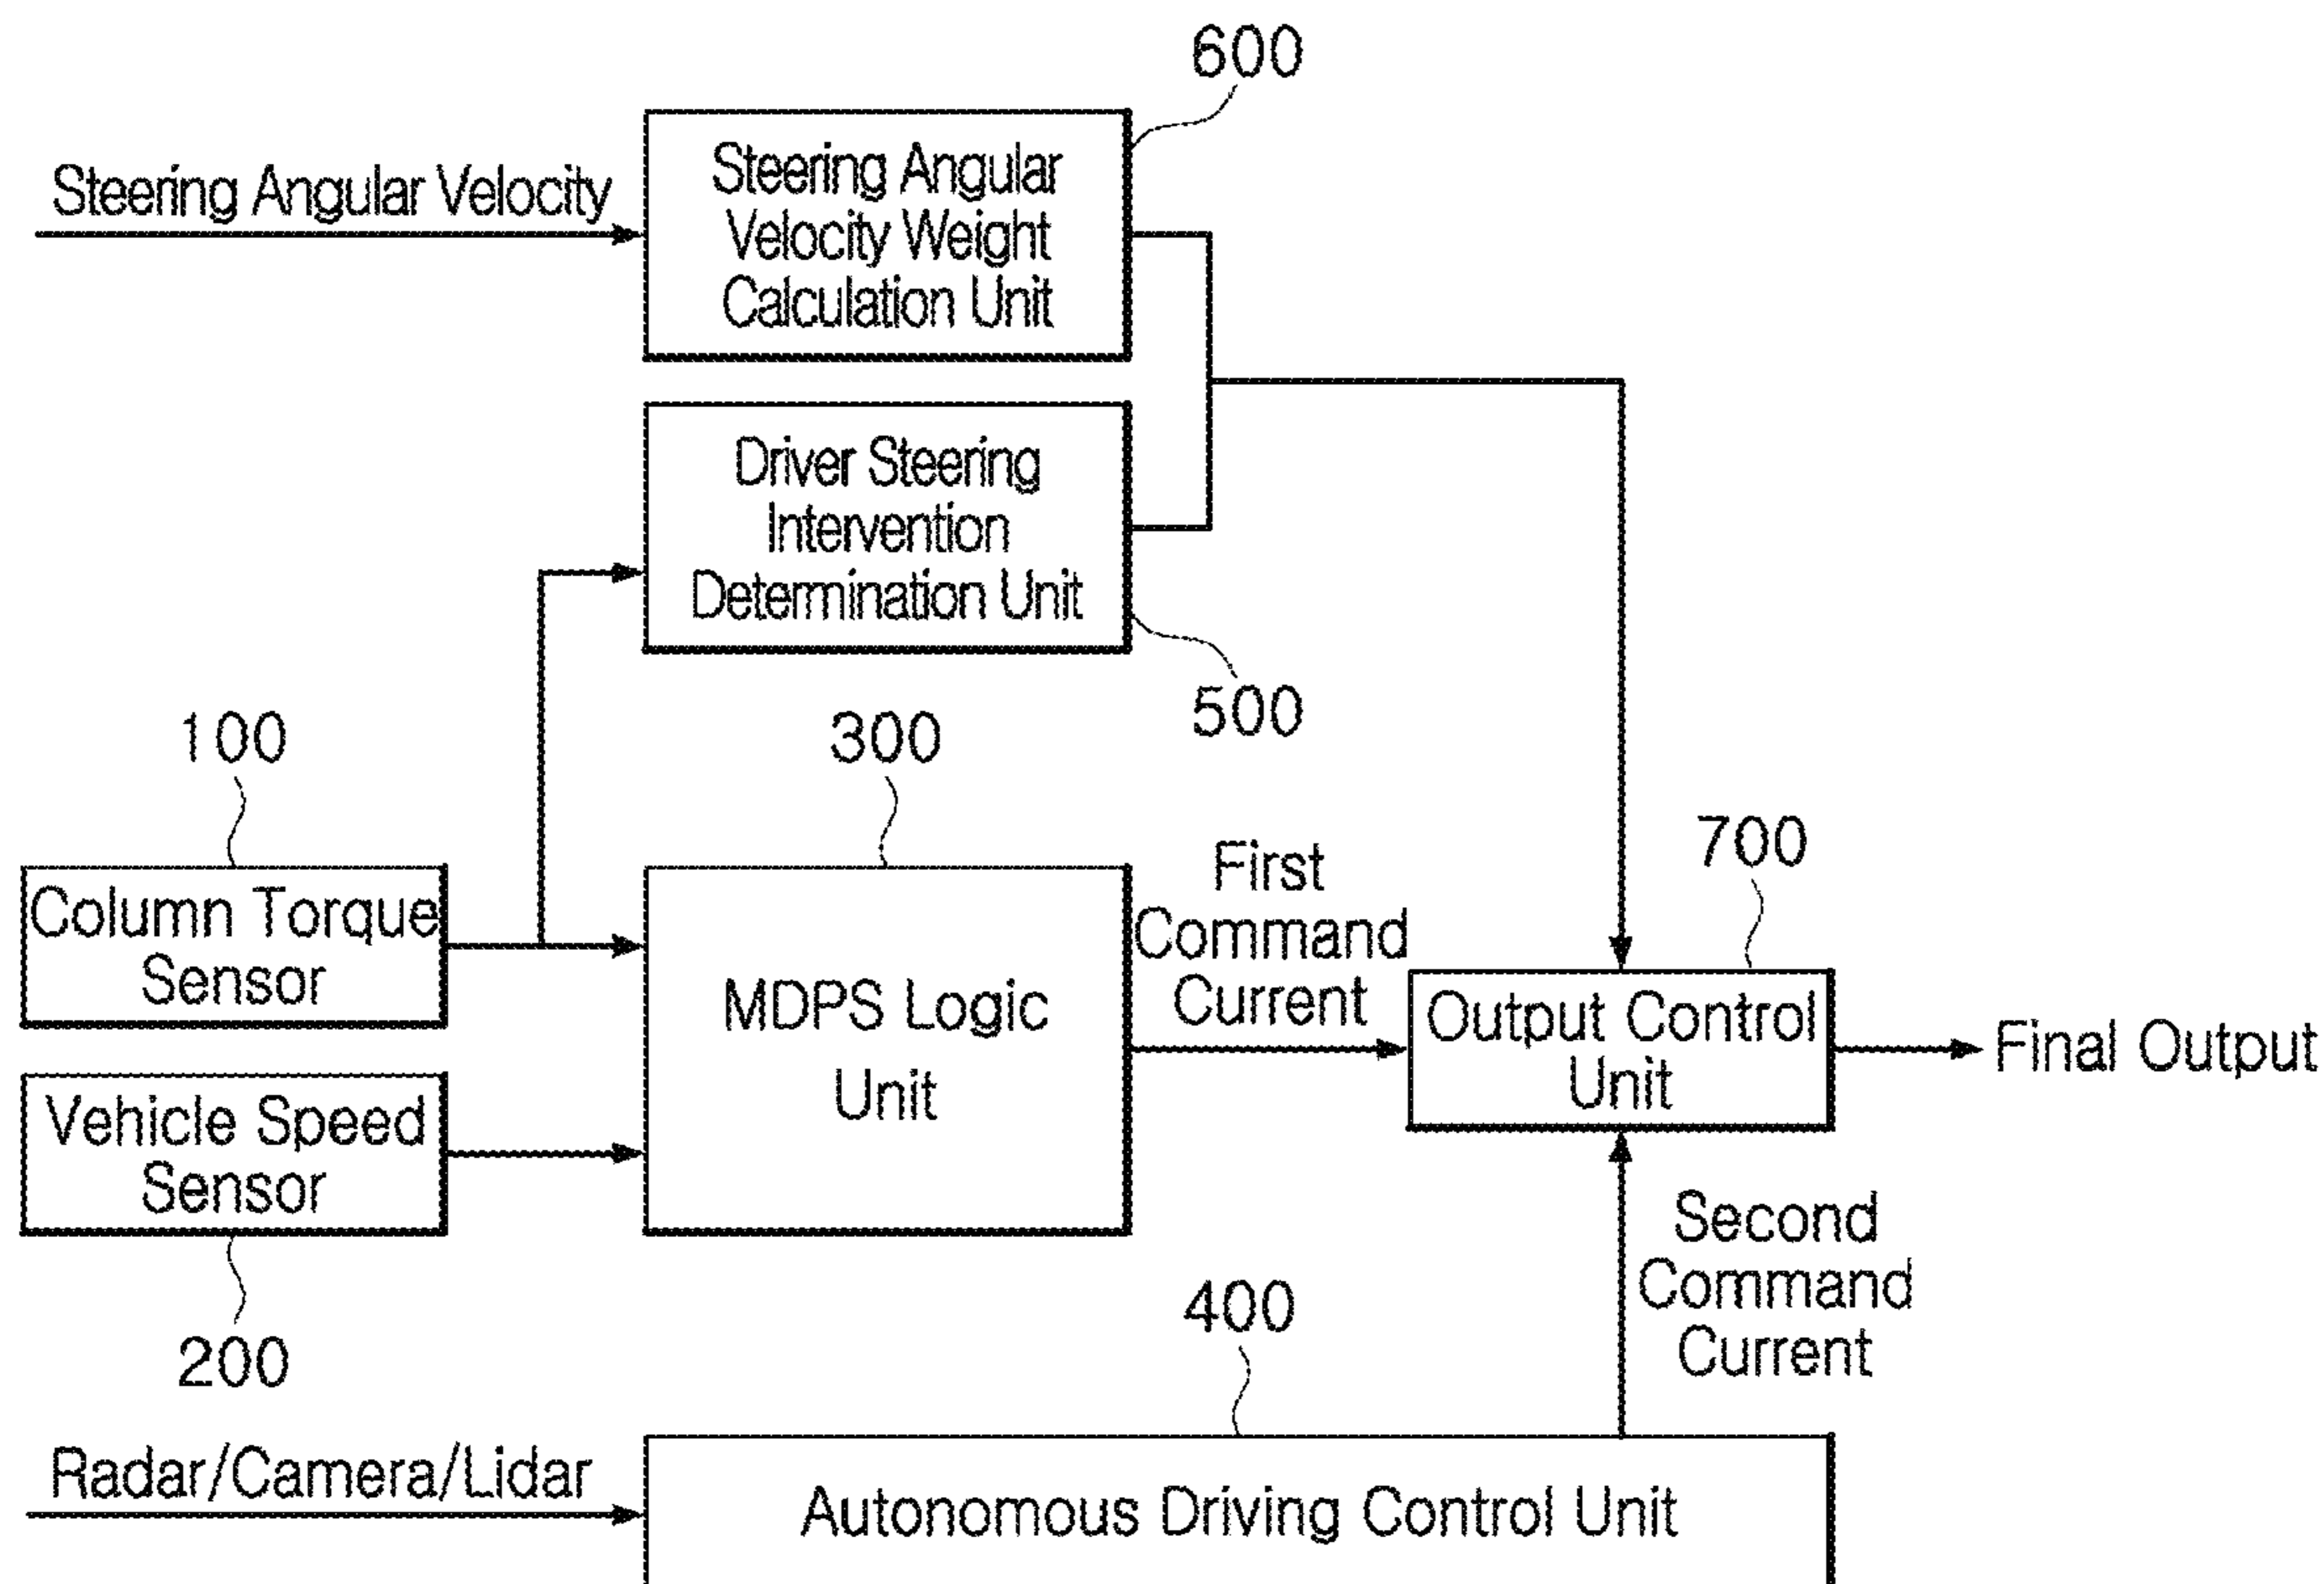 600
Steering Angular Velocity
Steering Angular
Velocity Weight
Calculation Unit
Driver Steering
Intervention
Determination Unit
500
100
300
700
Column Torque
Sensor
MDPS Logic
Unit
First
Command
Current
Output Control
Unit
Final Output
Vehicle Speed
Sensor
200
Second
Command
Current
400
Radar/Camera/Lidar
Autonomous Driving Control Unit